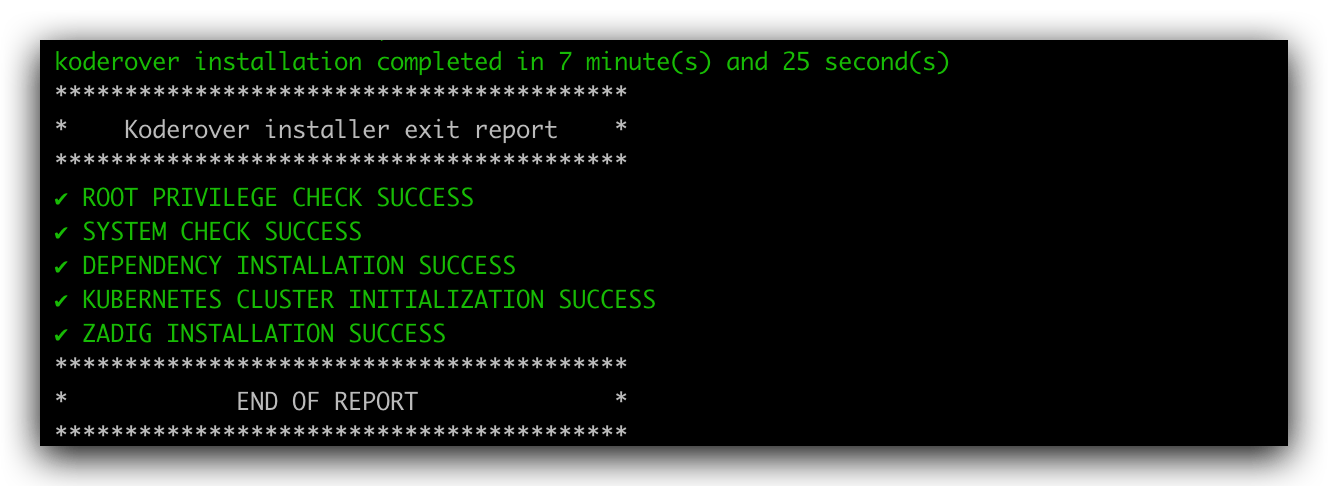 koderover installation completed in 7 minute(s) and 25 second(s)
*****************************************
*    Koderover installer exit report    *
*****************************************
✔ ROOT PRIVILEGE CHECK SUCCESS
✔ SYSTEM CHECK SUCCESS
✔ DEPENDENCY INSTALLATION SUCCESS
✔ KUBERNETES CLUSTER INITIALIZATION SUCCESS
✔ ZADIG INSTALLATION SUCCESS
*****************************************
*            END OF REPORT              *
*****************************************